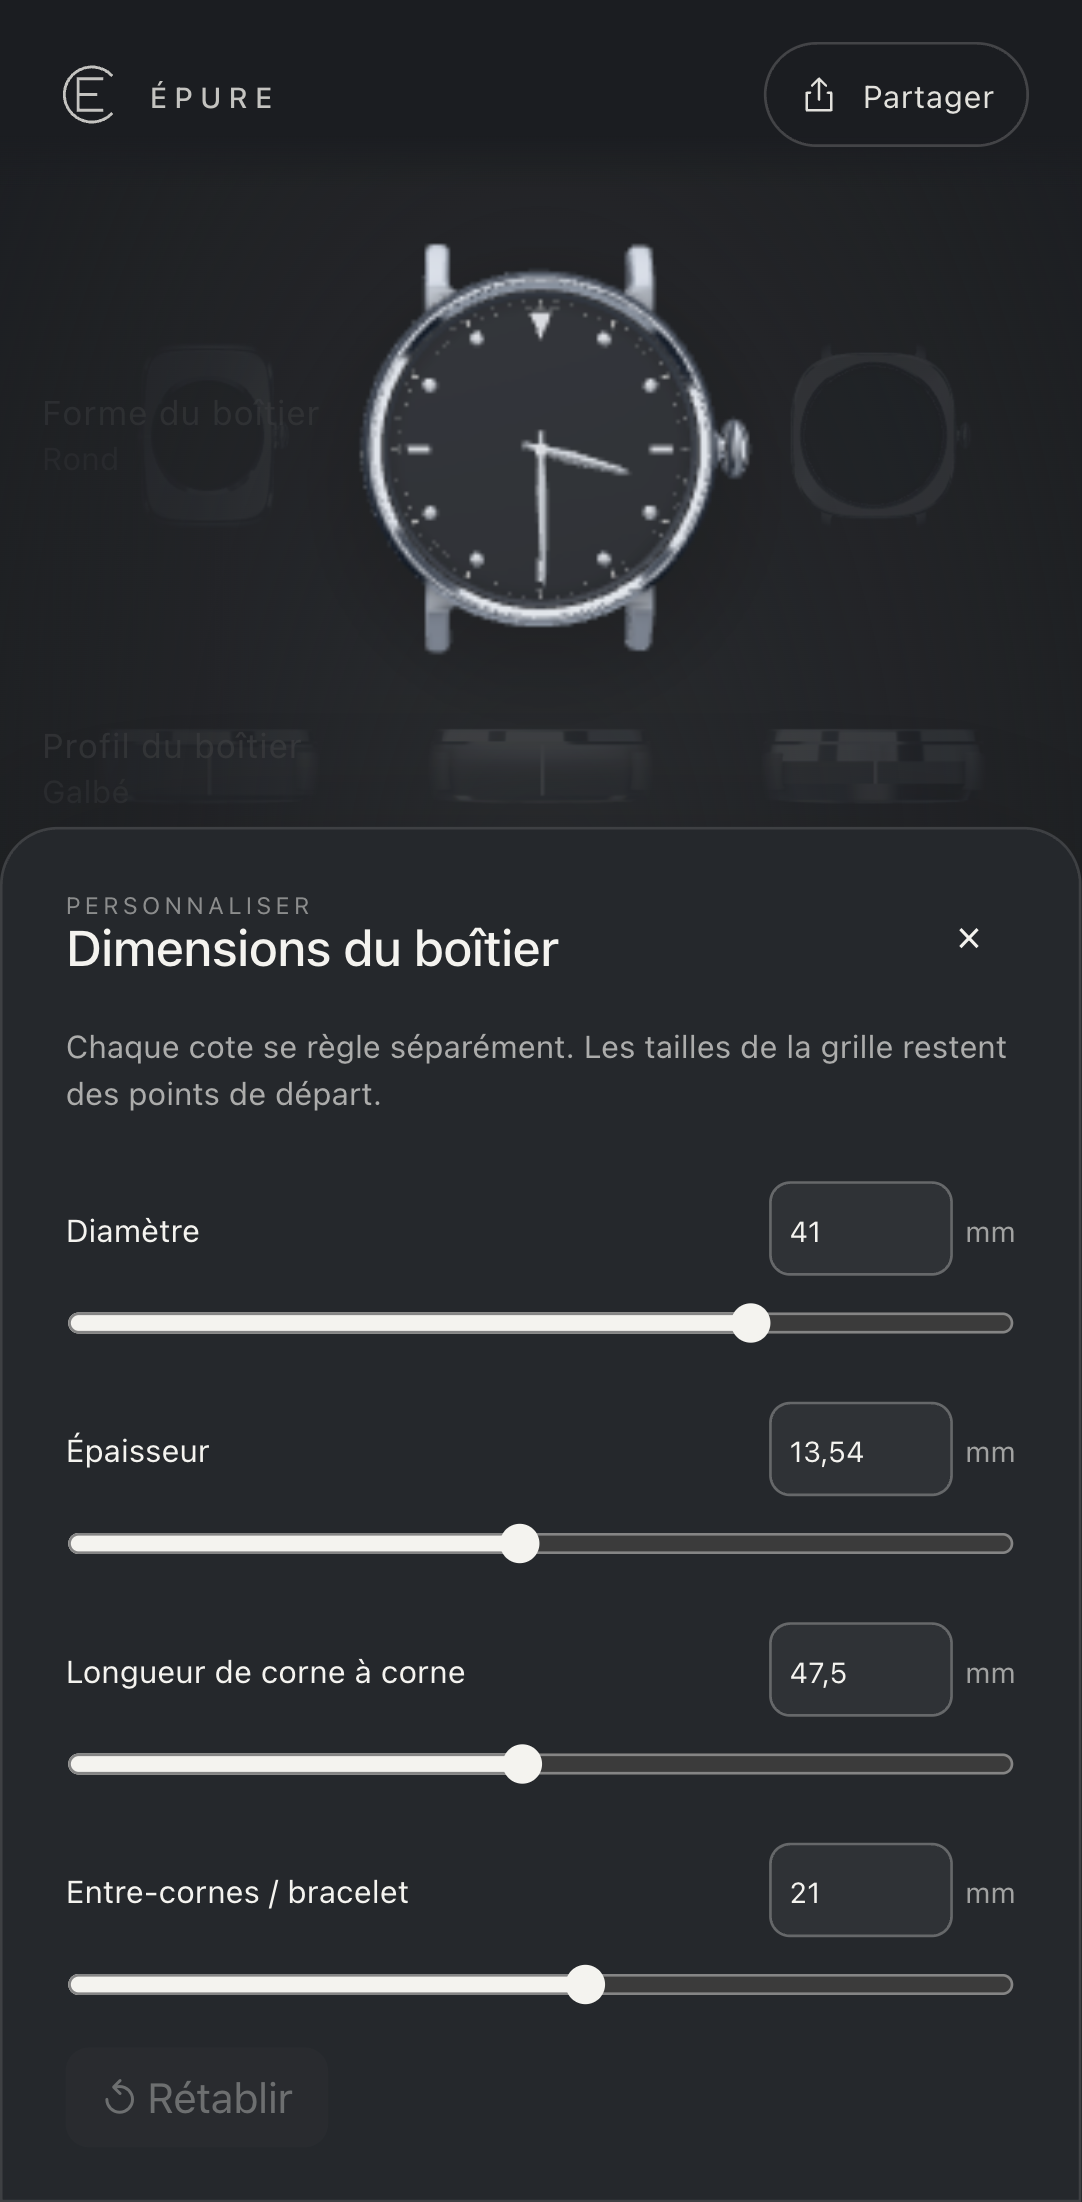 ÉPURE
Partager
Forme du boîtier
Rond
Profil du boîtier
Galbé
PERSONNALISER
Dimensions du boîtier
×
Chaque cote se règle séparément. Les tailles de la grille restent
des points de départ.
Diamètre 41 mm
Épaisseur 13,54 mm
Longueur de corne à corne 47,5 mm
Entre-cornes / bracelet 21 mm
Rétablir